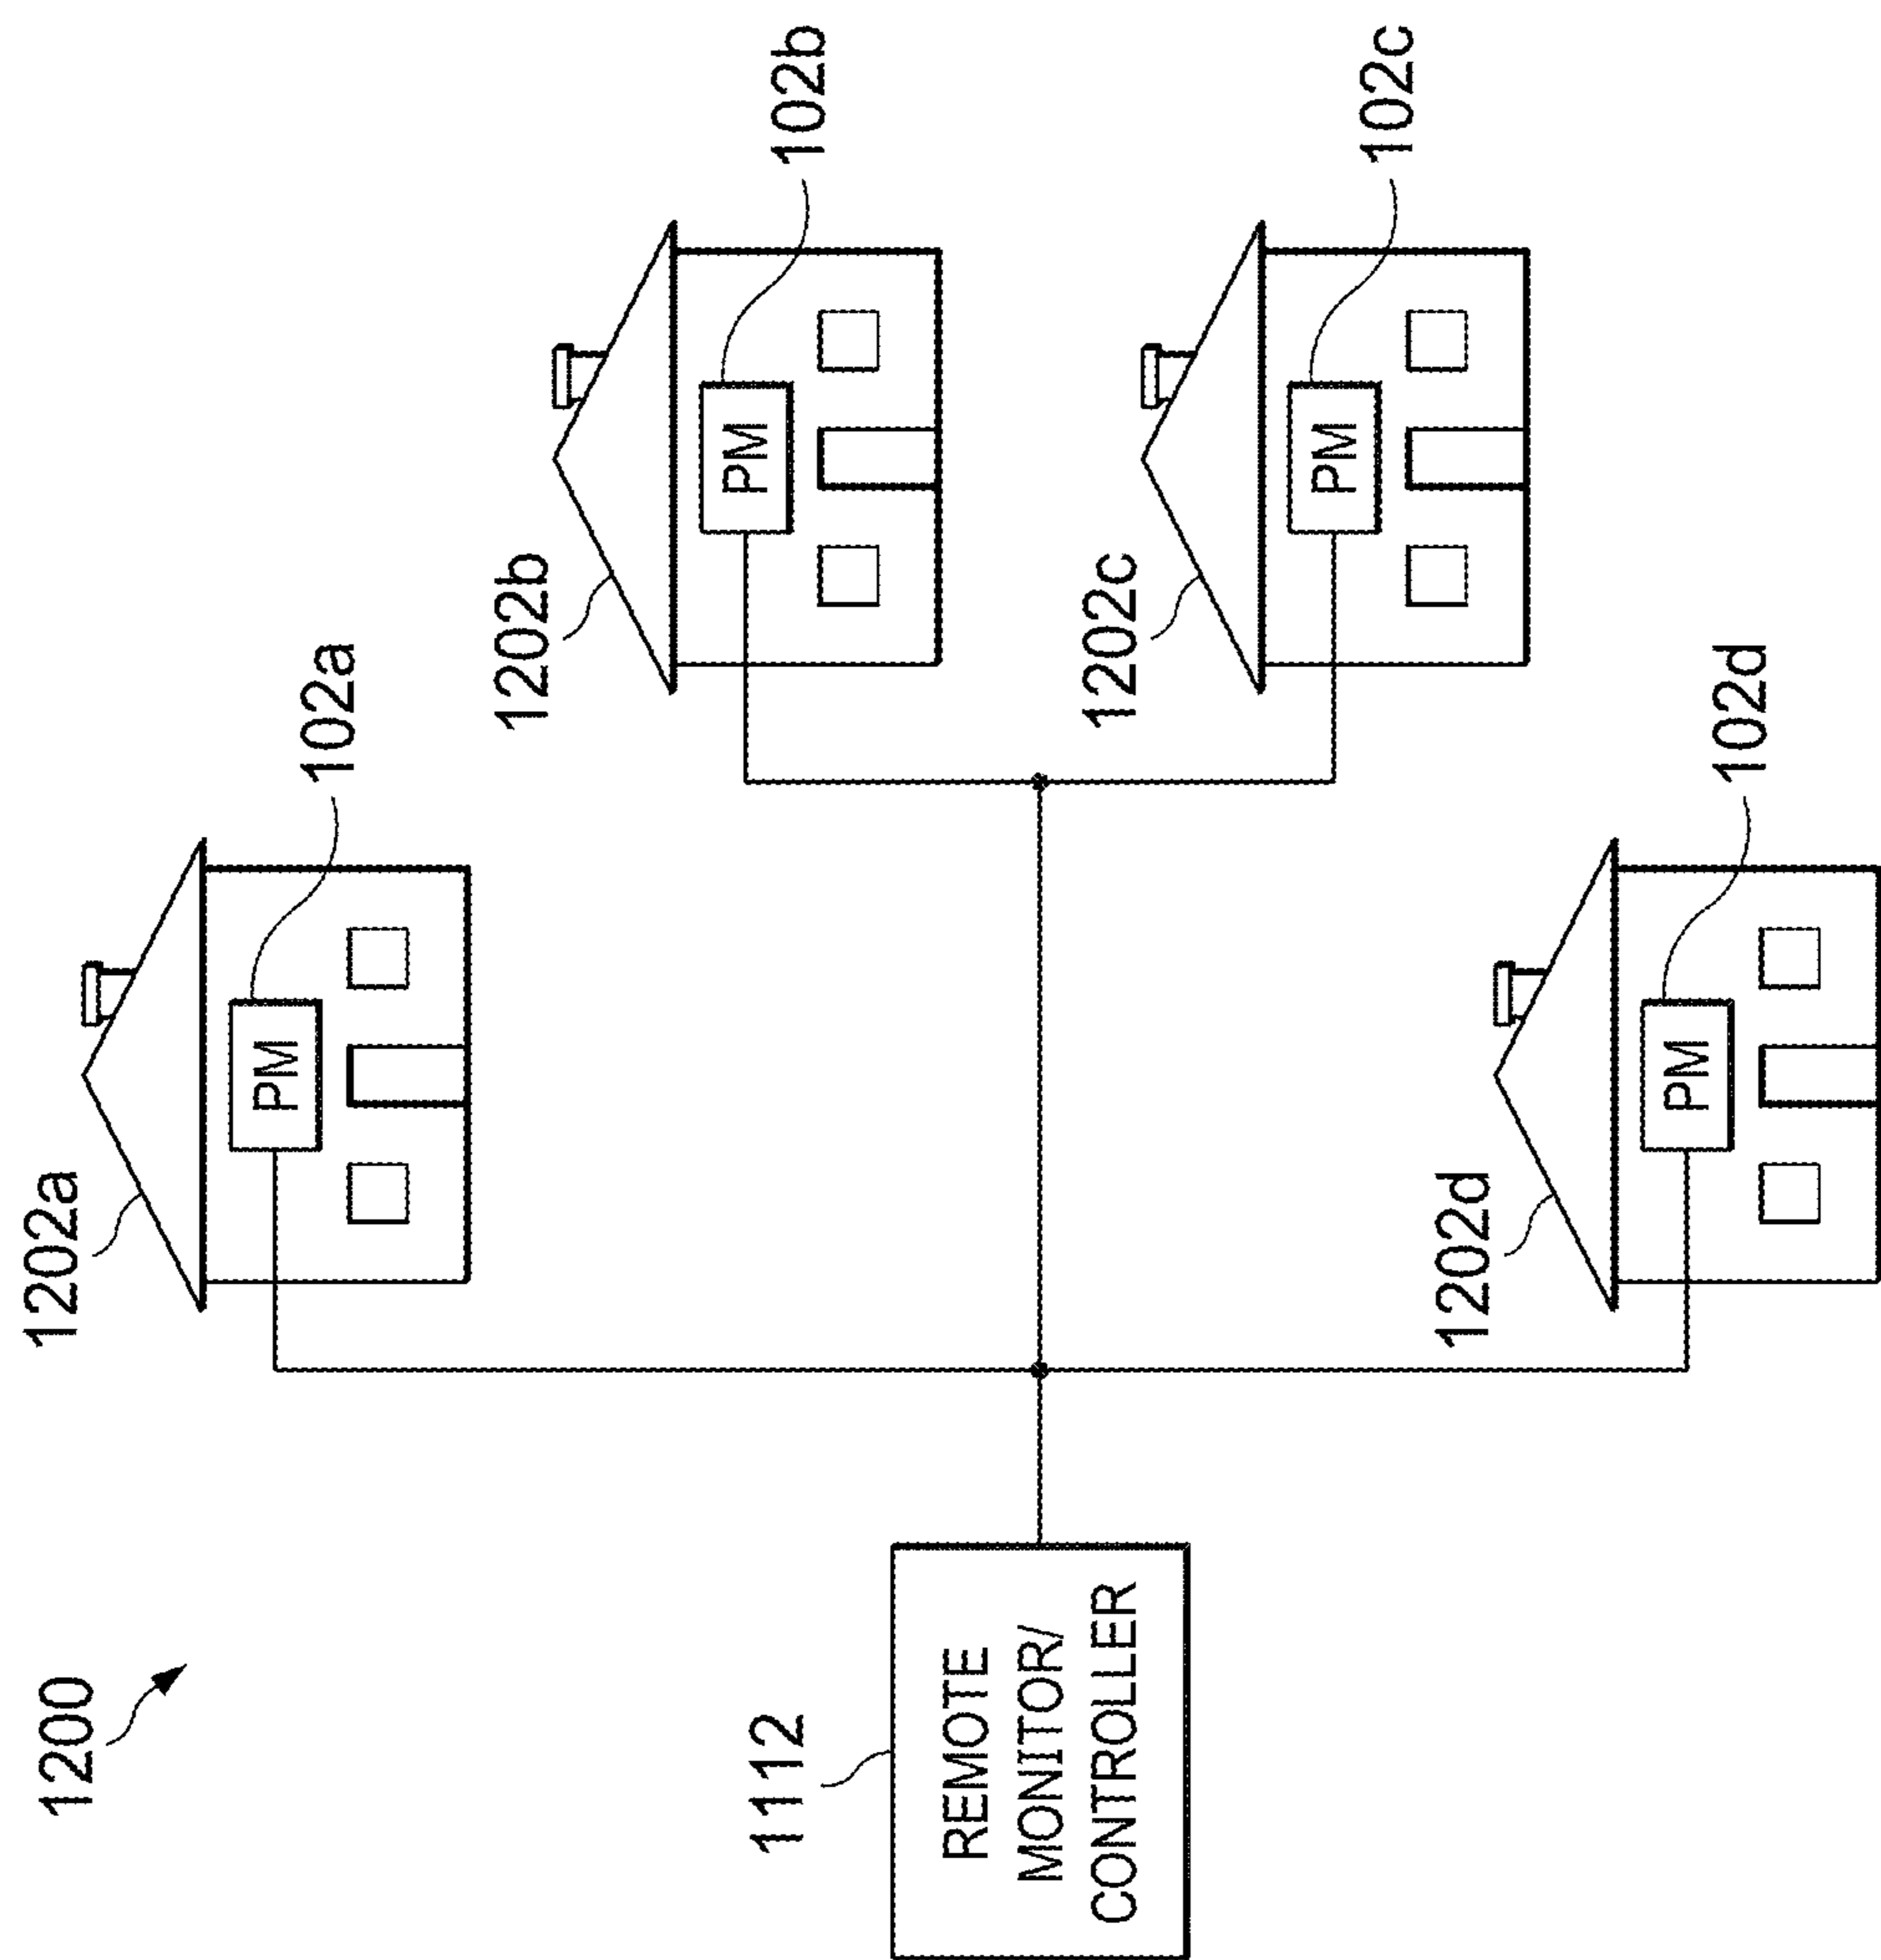 1200
1202a
102a
PM
1202b
102b
PM
1112
REMOTE
MONITOR/
CONTROLLER
1202c
102c
PM
1202d
102d
PM